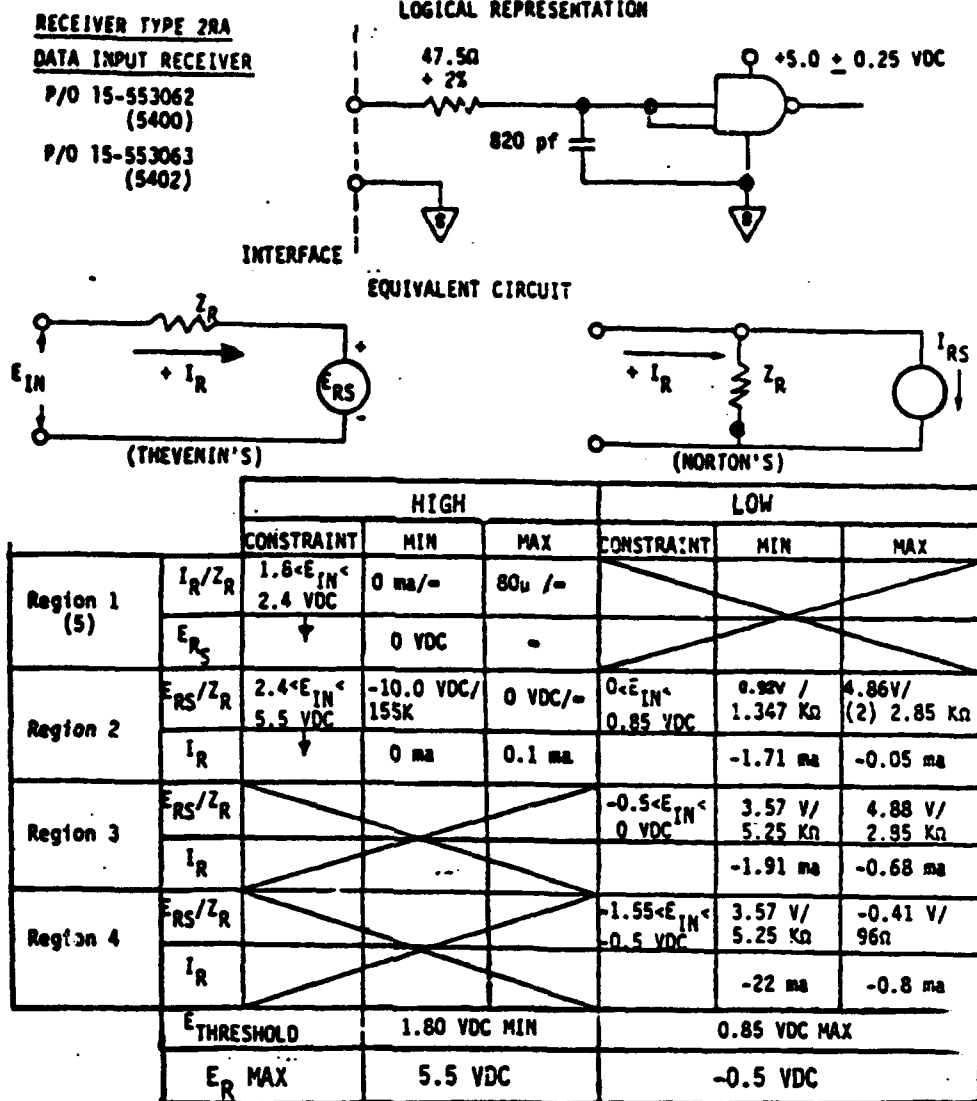 RECEIVER TYPE 2RA
DATA INPUT RECEIVER
P/O 15-553062
(5400)
P/O 15-553063
(5402)
LOGICAL REPRESENTATION
47.5Ω
+ 2%
820 pf
+5.0 ± 0.25 VDC
S
S
INTERFACE
EQUIVALENT CIRCUIT
E_IN
Z_R
+ I_R
+
E_RS
-
(THEVENIN'S)
+ I_R
Z_R
I_RS
(NORTON'S)
HIGH LOW
CONSTRAINT MIN MAX CONSTRAINT MIN MAX
Region 1
(5)
I_R/Z_R 1.8<E_IN<
2.4 VDC
0 ma/∞ 80μ /∞
E_RS 0 VDC ∞
Region 2
E_RS/Z_R 2.4<E_IN<
5.5 VDC
-10.0 VDC/
155K
0 VDC/∞
0<E_IN<
0.85 VDC
0.92V /
1.347 KΩ
4.86V/
(2) 2.85 KΩ
I_R 0 ma 0.1 ma -1.71 ma -0.05 ma
Region 3
E_RS/Z_R -0.5<E_IN<
0 VDC
3.57 V/
5.25 KΩ
4.88 V/
2.95 KΩ
I_R -1.91 ma -0.68 ma
Region 4
E_RS/Z_R -1.55<E_IN<
-0.5 VDC
3.57 V/
5.25 KΩ
-0.41 V/
96Ω
I_R -22 ma -0.8 ma
E_THRESHOLD 1.80 VDC MIN 0.85 VDC MAX
E_R MAX 5.5 VDC -0.5 VDC